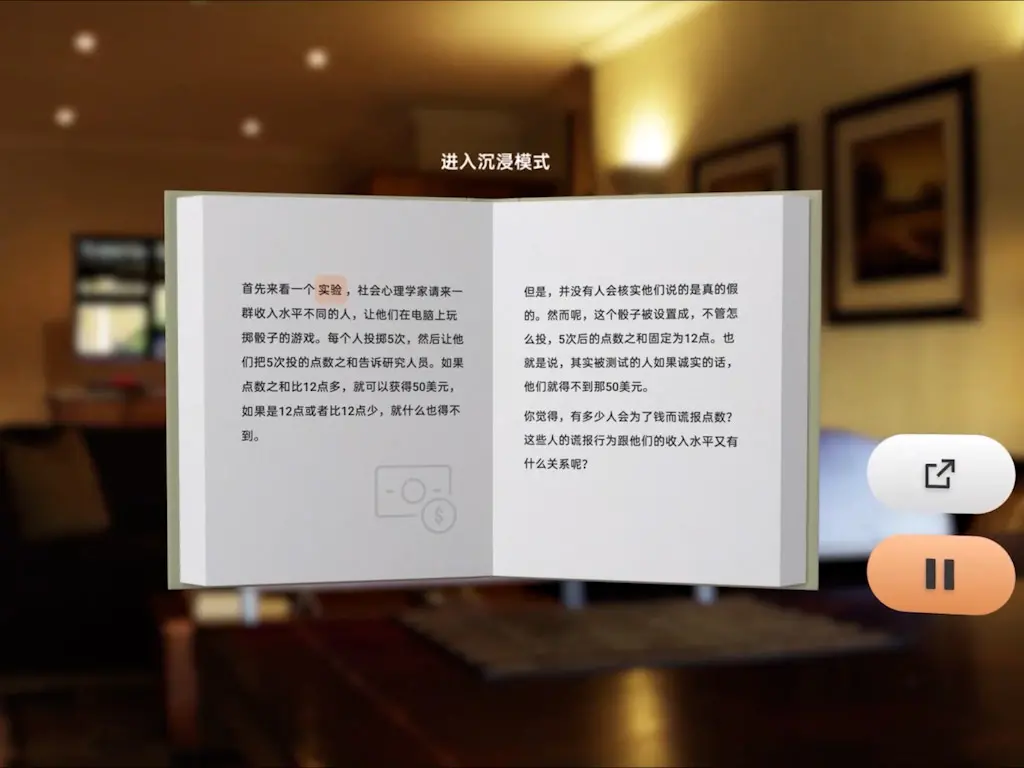 进入沉浸模式
首先来看一个 实验 ，社会心理学家请来一
群收入水平不同的人，让他们在电脑上玩
掷骰子的游戏。每个人投掷5次，然后让他
们把5次投的点数之和告诉研究人员。如果
点数之和比12点多，就可以获得50美元，
如果是12点或者比12点少，就什么也得不
到。
$
但是，并没有人会核实他们说的是真的假
的。然而呢，这个骰子被设置成，不管怎
么投，5次后的点数之和固定为12点。也
就是说，其实被测试的人如果诚实的话，
他们就得不到那50美元。
你觉得，有多少人会为了钱而谎报点数？
这些人的谎报行为跟他们的收入水平又有
什么关系呢？